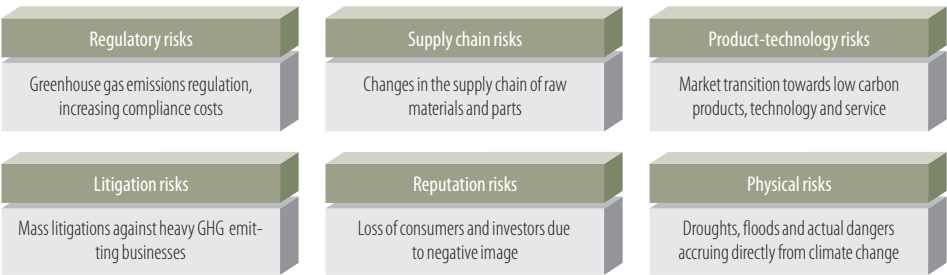 Regulatory risks
Greenhouse gas emissions regulation,
increasing compliance costs
Supply chain risks
Changes in the supply chain of raw
materials and parts
Product-technology risks
Market transition towards low carbon
products, technology and service
Litigation risks
Mass litigations against heavy GHG emit-
ting businesses
Reputation risks
Loss of consumers and investors due
to negative image
Physical risks
Droughts, floods and actual dangers
accruing directly from climate change